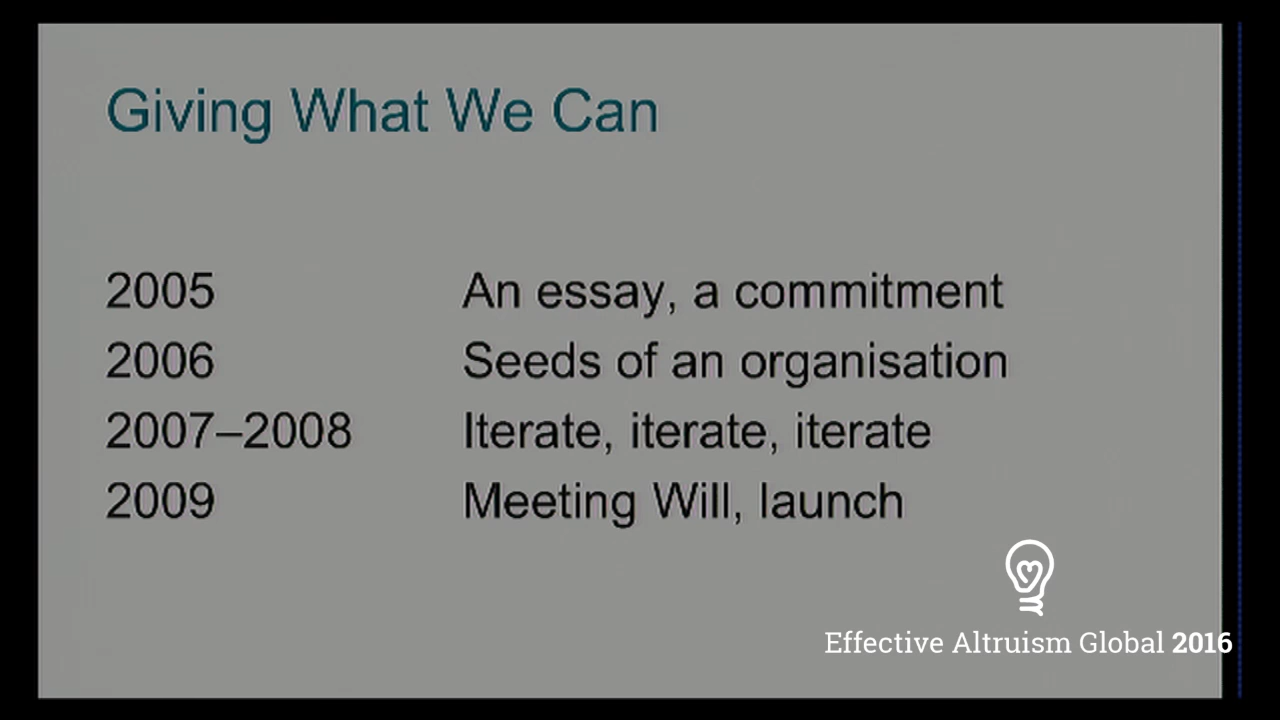 Giving What We Can
2005 An essay, a commitment
2006 Seeds of an organisation
2007–2008 Iterate, iterate, iterate
2009 Meeting Will, launch
Effective Altruism Global 2016